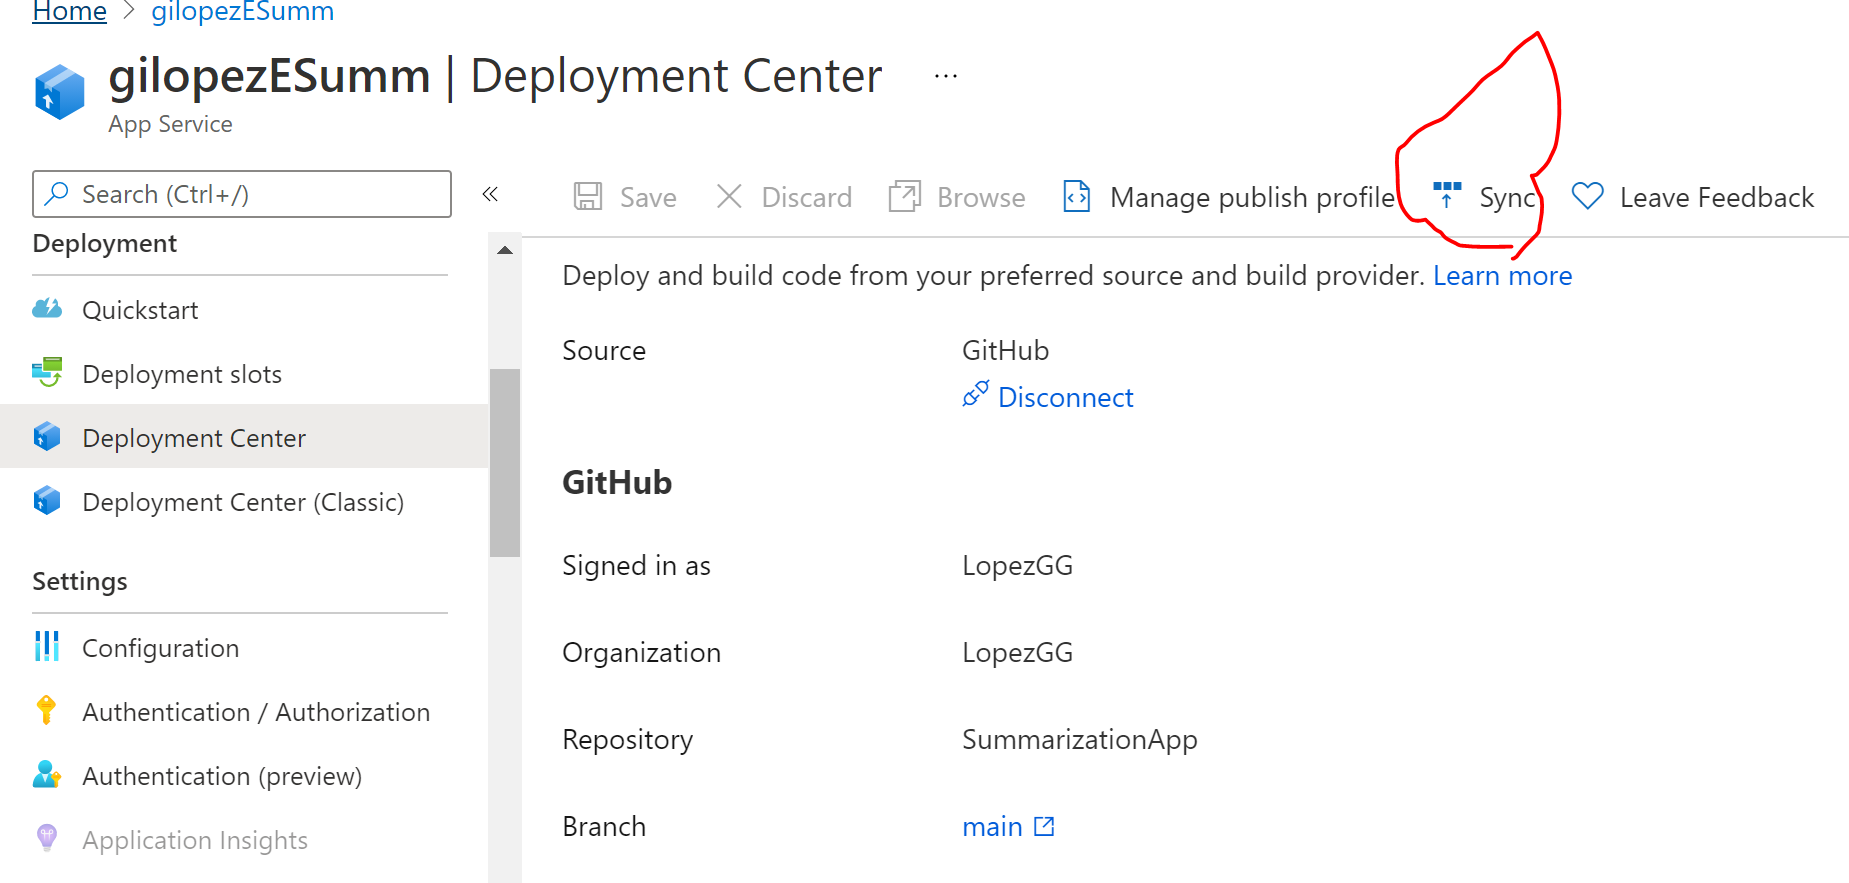 Home > gilopezESumm
gilopezESumm | Deployment Center ...
App Service
Search (Ctrl+/)
«
Save
Discard
Browse
Manage publish profile
Sync
Leave Feedback
Deployment
Quickstart
Deployment slots
Deployment Center
Deployment Center (Classic)
Settings
Configuration
Authentication / Authorization
Authentication (preview)
Application Insights
Deploy and build code from your preferred source and build provider. Learn more
Source GitHub
Disconnect
GitHub
Signed in as LopezGG
Organization LopezGG
Repository SummarizationApp
Branch main